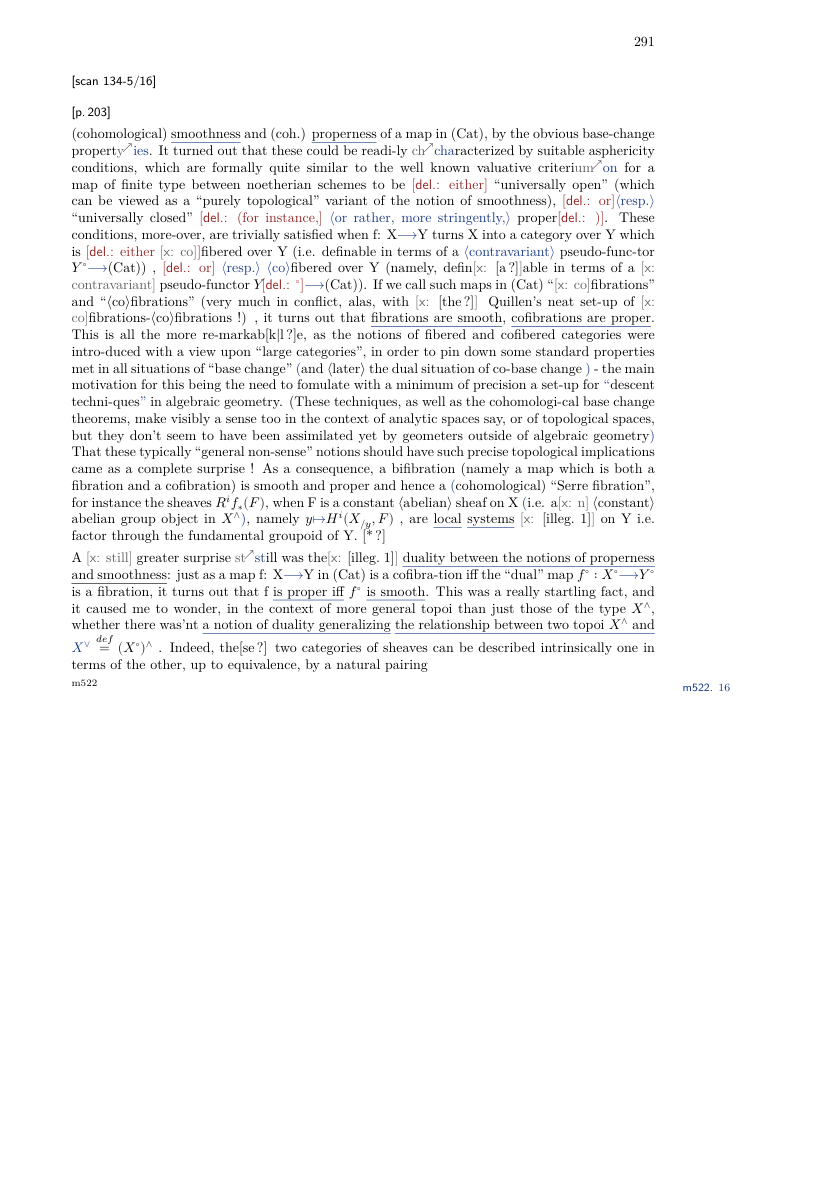 291
[scan 134-5/16]
[p. 203]
(cohomological) smoothness and (coh.) properness of a map in (Cat), by the obvious base-change
property↗ies. It turned out that these could be readi-ly ch↗characterized by suitable asphericity
conditions, which are formally quite similar to the well known valuative criterium↗on for a
map of finite type between noetherian schemes to be [del.: either] “universally open” (which
can be viewed as a “purely topological” variant of the notion of smoothness), [del.: or]⟨resp.⟩
“universally closed” [del.: (for instance,] ⟨or rather, more stringently,⟩ proper[del.: )]. These
conditions, more-over, are trivially satisfied when f: X⟶Y turns X into a category over Y which
is [del.: either [x: co]]fibered over Y (i.e. definable in terms of a ⟨contravariant⟩ pseudo-func-tor
Y°⟶(Cat)) , [del.: or] ⟨resp.⟩ ⟨co⟩fibered over Y (namely, defin[x: [a ?]]able in terms of a [x:
contravariant] pseudo-functor Y[del.: °]⟶(Cat)). If we call such maps in (Cat) “[x: co]fibrations”
and “⟨co⟩fibrations” (very much in conflict, alas, with [x: [the ?]] Quillen’s neat set-up of [x:
co]fibrations-⟨co⟩fibrations !) , it turns out that fibrations are smooth, cofibrations are proper.
This is all the more re-markab[k|l ?]e, as the notions of fibered and cofibered categories were
intro-duced with a view upon “large categories”, in order to pin down some standard properties
met in all situations of “base change” (and ⟨later⟩ the dual situation of co-base change ) - the main
motivation for this being the need to fomulate with a minimum of precision a set-up for “descent
techni-ques” in algebraic geometry. (These techniques, as well as the cohomologi-cal base change
theorems, make visibly a sense too in the context of analytic spaces say, or of topological spaces,
but they don’t seem to have been assimilated yet by geometers outside of algebraic geometry)
That these typically “general non-sense” notions should have such precise topological implications
came as a complete surprise ! As a consequence, a bifibration (namely a map which is both a
fibration and a cofibration) is smooth and proper and hence a (cohomological) “Serre fibration”,
for instance the sheaves Rⁱf∗(F), when F is a constant ⟨abelian⟩ sheaf on X (i.e. a[x: n] ⟨constant⟩
abelian group object in X^), namely y↦Hⁱ(X/y, F) , are local systems [x: [illeg. 1]] on Y i.e.
factor through the fundamental groupoid of Y. [* ?]
A [x: still] greater surprise st↗still was the[x: [illeg. 1]] duality between the notions of properness
and smoothness: just as a map f: X⟶Y in (Cat) is a cofibra-tion iff the “dual” map f° : X°⟶Y°
is a fibration, it turns out that f is proper iff f° is smooth. This was a really startling fact, and
it caused me to wonder, in the context of more general topoi than just those of the type X^,
whether there was’nt a notion of duality generalizing the relationship between two topoi X^ and
X˅ def= (X°)^ . Indeed, the[se ?] two categories of sheaves can be described intrinsically one in
terms of the other, up to equivalence, by a natural pairing
m522
m522. 16